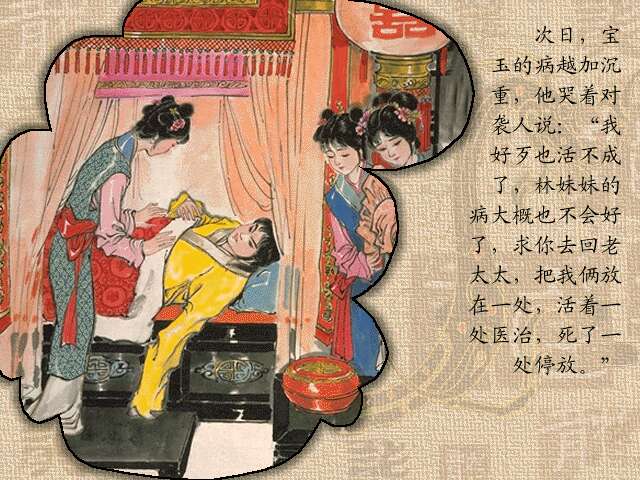 次日，宝
玉的病越加沉
重，他哭着对
袭人说：“我
好歹也活不成
了，林妹妹的
病大概也不会好
了，求你去回老
太太，把我俩放
在一处，活着一
处医治，死了一
处停放。”
囍